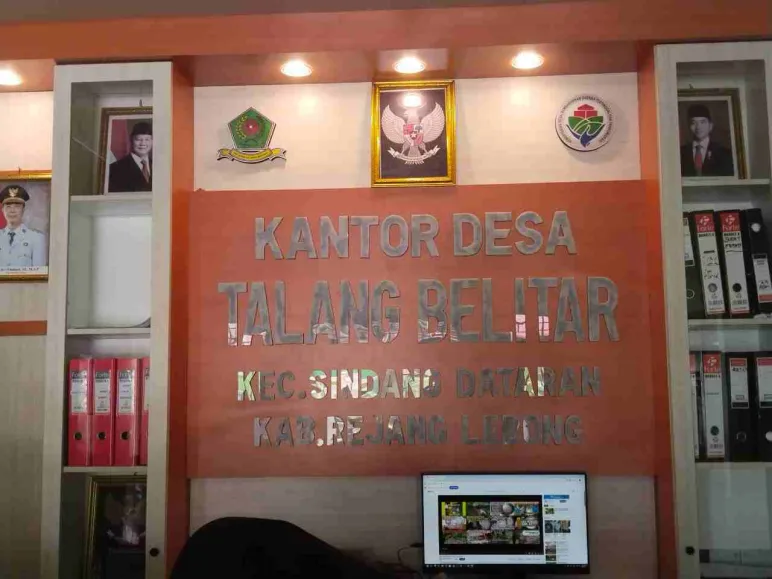 KANTOR DESA
TALANG BELITAR
KEC.SINDANG DATARAN
KAB.REJANG LEBONG